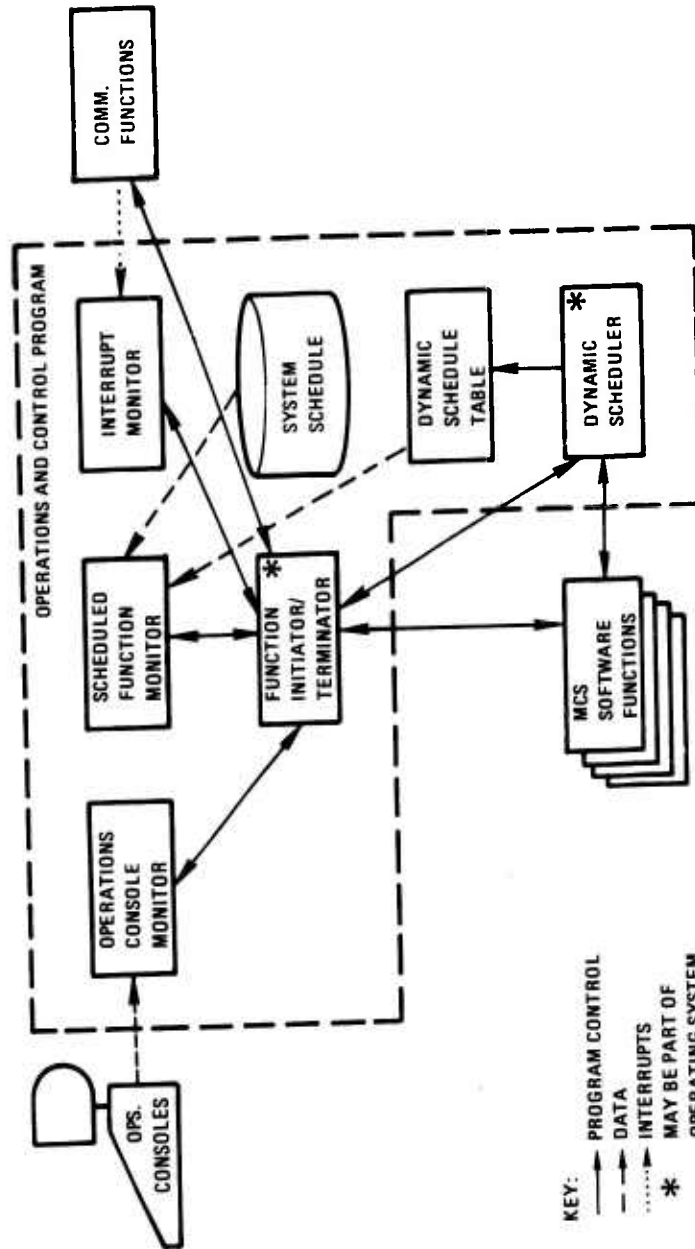 OPERATIONS AND CONTROL PROGRAM
OPS.
CONSOLES
OPERATIONS
CONSOLE
MONITOR
SCHEDULED
FUNCTION
MONITOR
INTERRUPT
MONITOR
COMM.
FUNCTIONS
FUNCTION
INITIATOR/
TERMINATOR
*
SYSTEM
SCHEDULE
DYNAMIC
SCHEDULE
TABLE
MCS
SOFTWARE
FUNCTIONS
DYNAMIC
SCHEDULER
*
KEY:
PROGRAM CONTROL
DATA
INTERRUPTS
* MAY BE PART OF
OPERATING SYSTEM